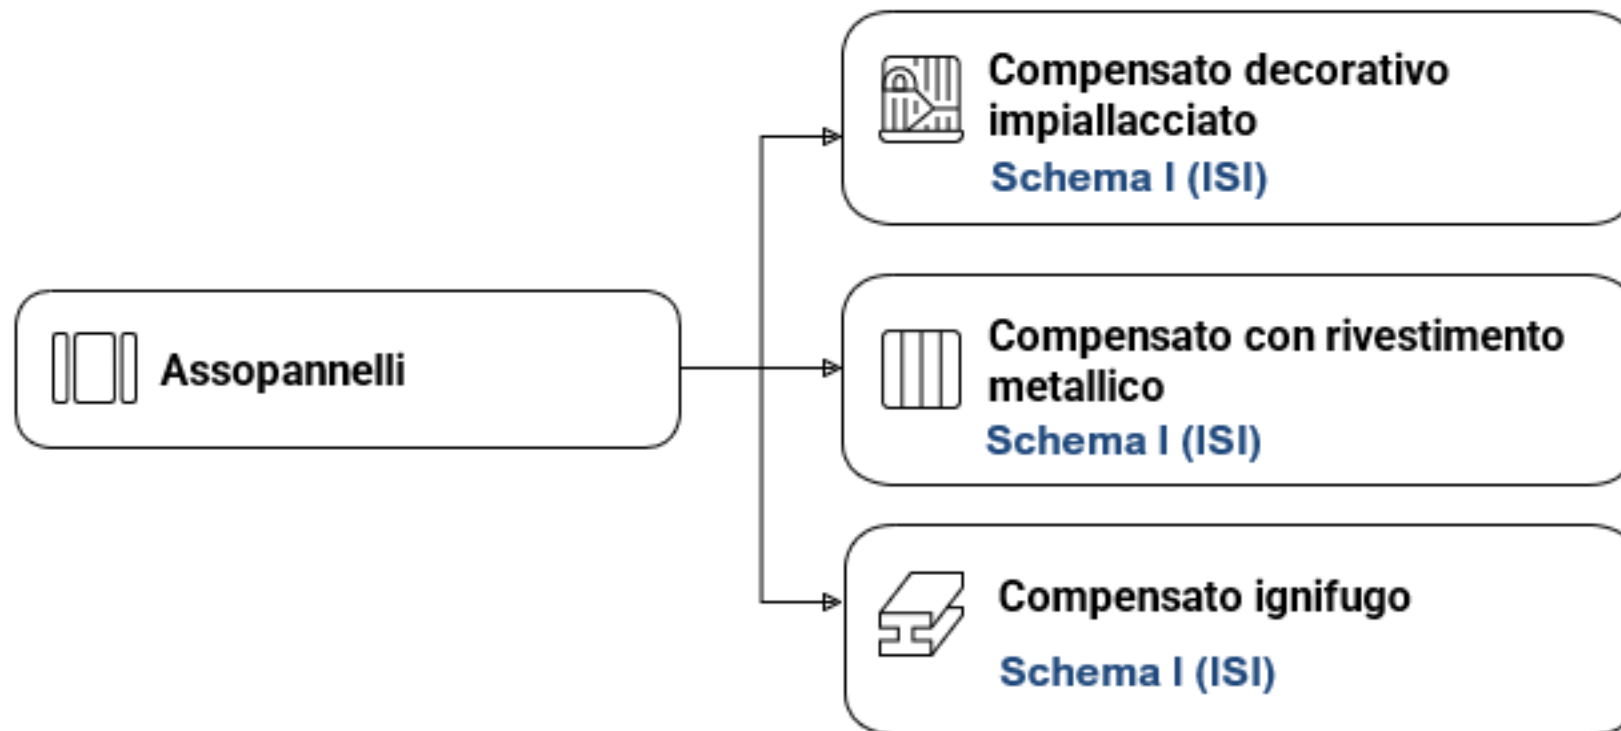 Assopannelli
Compensato decorativo
impiallacciato
Schema I (ISI)
Compensato con rivestimento
metallico
Schema I (ISI)
Compensato ignifugo
Schema I (ISI)